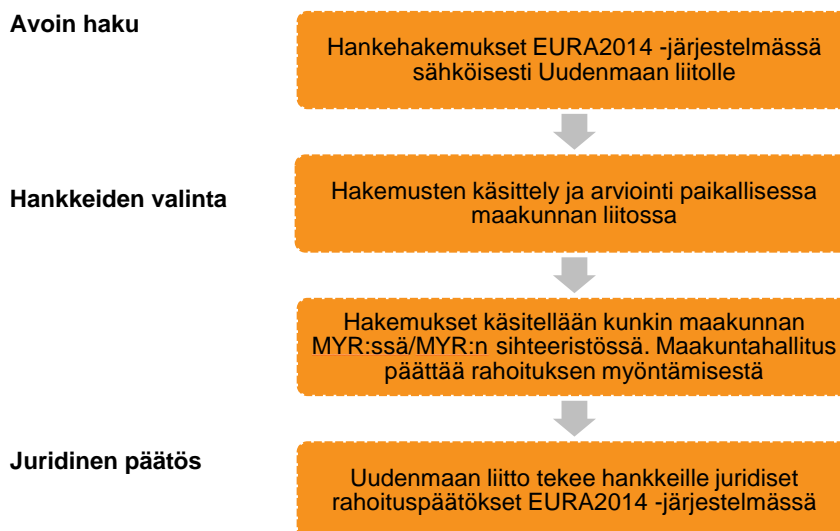 Avoin haku
Hankehakemukset EURA2014 -järjestelmässä
sähköisesti Uudenmaan liitolle
Hankkeiden valinta
Hakemusten käsittely ja arviointi paikallisessa
maakunnan liitossa
Hakemukset käsitellään kunkin maakunnan
MYR:ssä/MYR:n sihteeristössä. Maakuntahallitus
päättää rahoituksen myöntämisestä
Juridinen päätös
Uudenmaan liitto tekee hankkeille juridiset
rahoituspäätökset EURA2014 -järjestelmässä